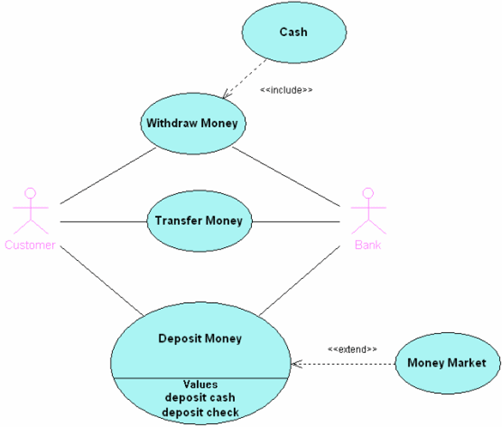 Cash
<<include>>
Withdraw Money
Transfer Money
Customer
Bank
Deposit Money
<<extend>>
Money Market
Values
deposit cash
deposit check